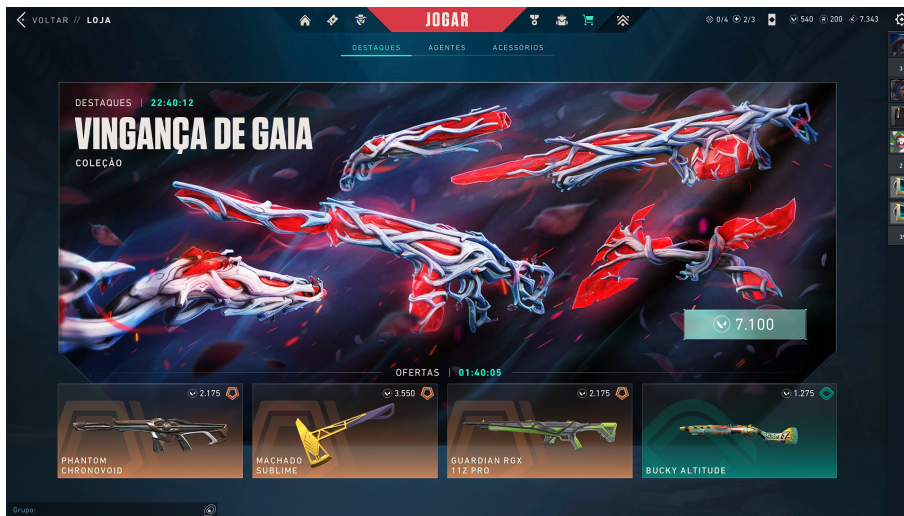 VOLTAR // LOJA
JOGAR
0/4 2/3
540 200 7.343
DESTAQUES AGENTES ACESSÓRIOS
DESTAQUES | 22:40:12
VINGANÇA DE GAIA
COLEÇÃO
7.100
OFERTAS | 01:40:05
2.175
PHANTOM
CHRONOVOID
3.550
MACHADO
SUBLIME
2.175
GUARDIAN RGX
11Z PRO
1.275
BUCKY ALTITUDE
Grupo:
3
2